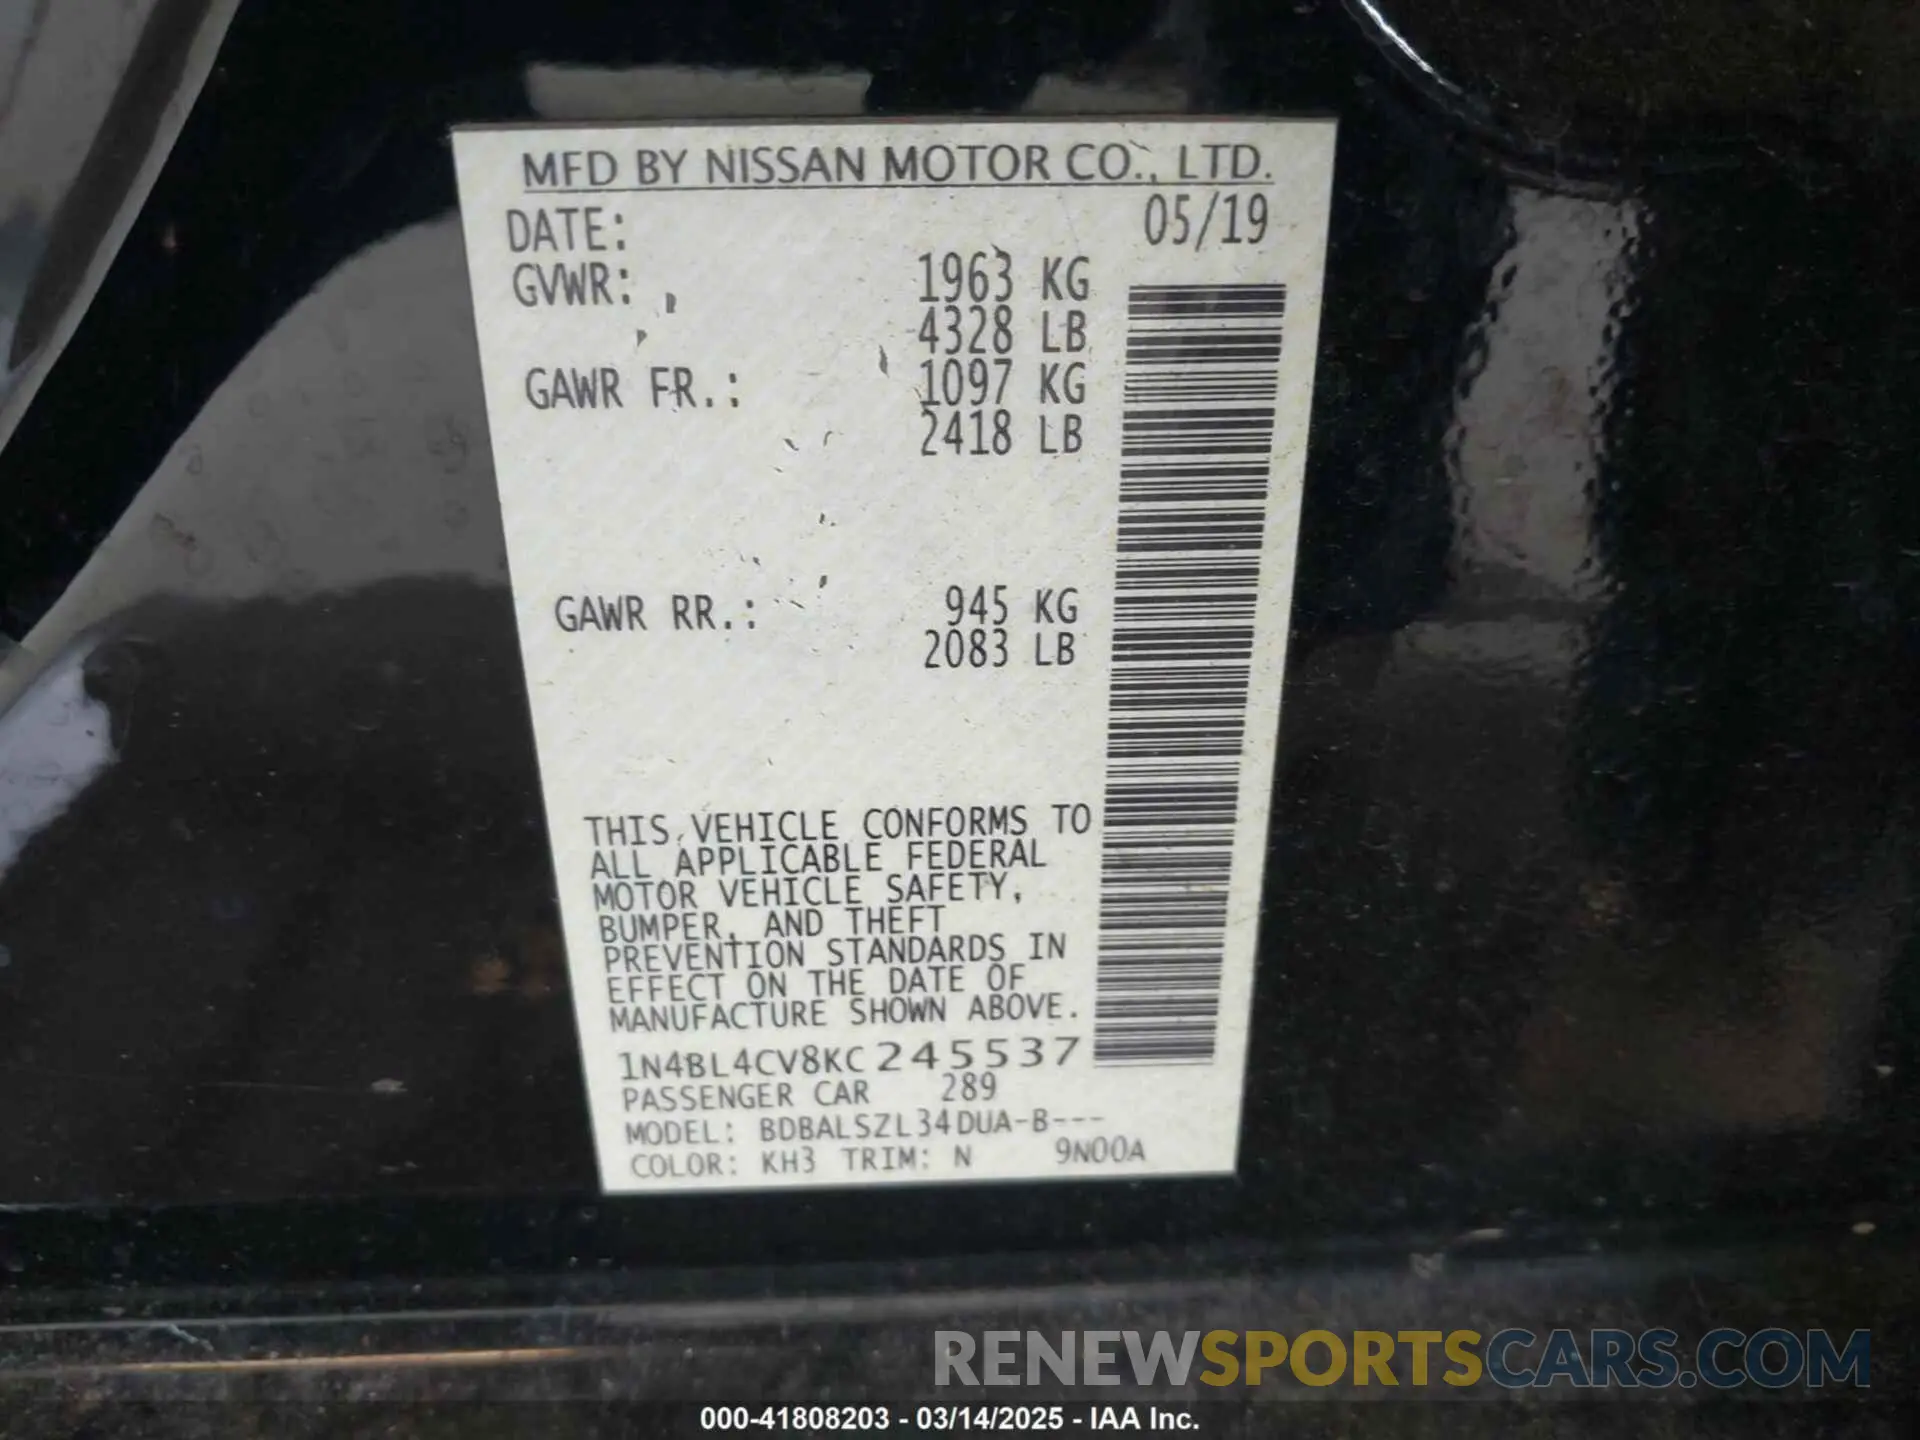 MFD BY NISSAN MOTOR CO., LTD.
DATE: 05/19
GVWR: 1963 KG
4328 LB
GAWR FR.: 1097 KG
2418 LB
GAWR RR.: 945 KG
2083 LB
THIS VEHICLE CONFORMS TO
ALL APPLICABLE FEDERAL
MOTOR VEHICLE SAFETY,
BUMPER, AND THEFT
PREVENTION STANDARDS IN
EFFECT ON THE DATE OF
MANUFACTURE SHOWN ABOVE.
1N4BL4CV8KC245537
PASSENGER CAR 289
MODEL: BDBALSZL34DUA-B---
COLOR: KH3 TRIM: N 9N00A
RENEWSPORTSCARS.COM
000-41808203 - 03/14/2025 - IAA Inc.